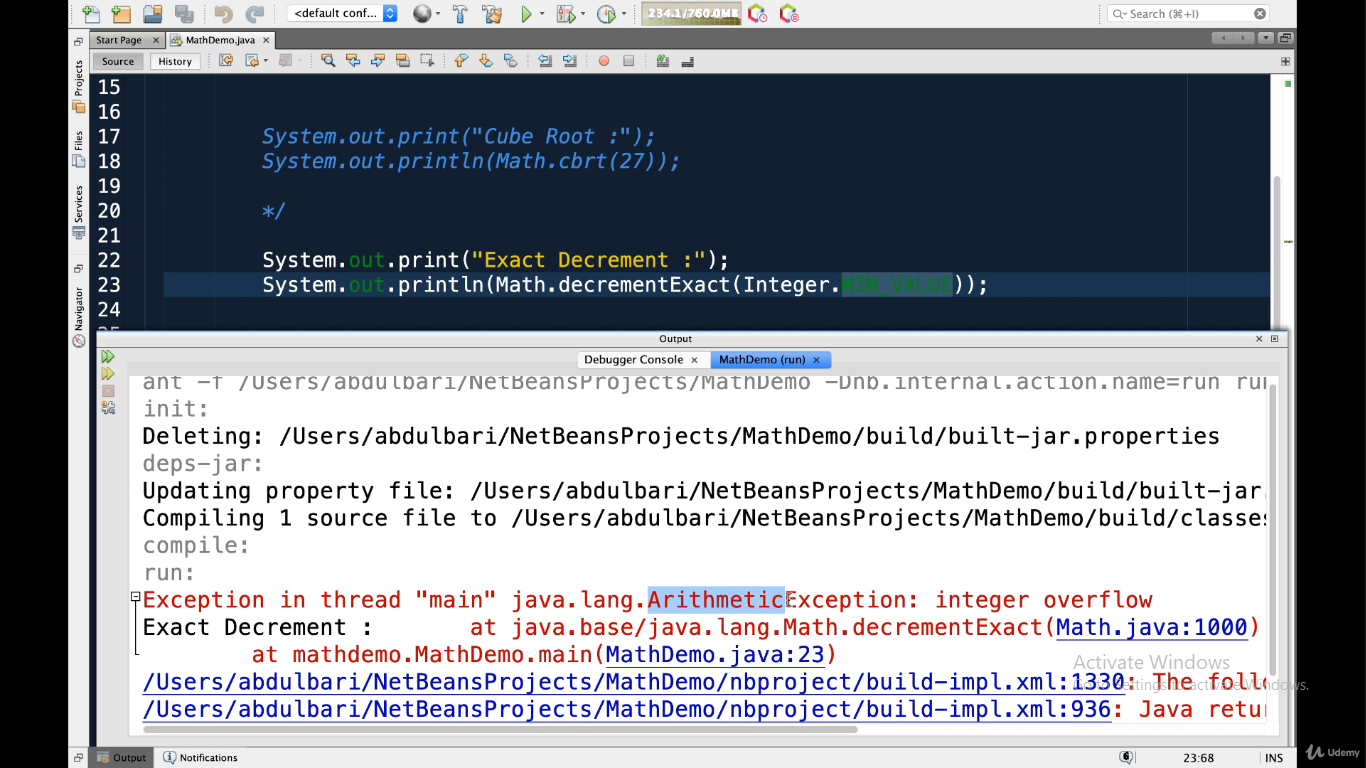 <default conf...
234.1/760.0MB
Search (⌘+I)
Start Page
MathDemo.java
Source
History
Projects
Files
Services
Navigator
15
16
17 System.out.print("Cube Root :");
18 System.out.println(Math.cbrt(27));
19
20 */
21
22 System.out.print("Exact Decrement :");
23 System.out.println(Math.decrementExact(Integer.MIN_VALUE));
24
Output
Debugger Console
MathDemo (run)
ant -f /Users/abdulbari/NetBeansProjects/MathDemo -Dnb.internal.action.name=run run
init:
Deleting: /Users/abdulbari/NetBeansProjects/MathDemo/build/built-jar.properties
deps-jar:
Updating property file: /Users/abdulbari/NetBeansProjects/MathDemo/build/built-jar.
Compiling 1 source file to /Users/abdulbari/NetBeansProjects/MathDemo/build/classes
compile:
run:
Exception in thread "main" java.lang.ArithmeticException: integer overflow
Exact Decrement : at java.base/java.lang.Math.decrementExact(Math.java:1000)
at mathdemo.MathDemo.main(MathDemo.java:23)
Activate Windows
/Users/abdulbari/NetBeansProjects/MathDemo/nbproject/build-impl.xml:1330: The follo
/Users/abdulbari/NetBeansProjects/MathDemo/nbproject/build-impl.xml:936: Java retur
Output
Notifications
6
23:68
INS
Udemy